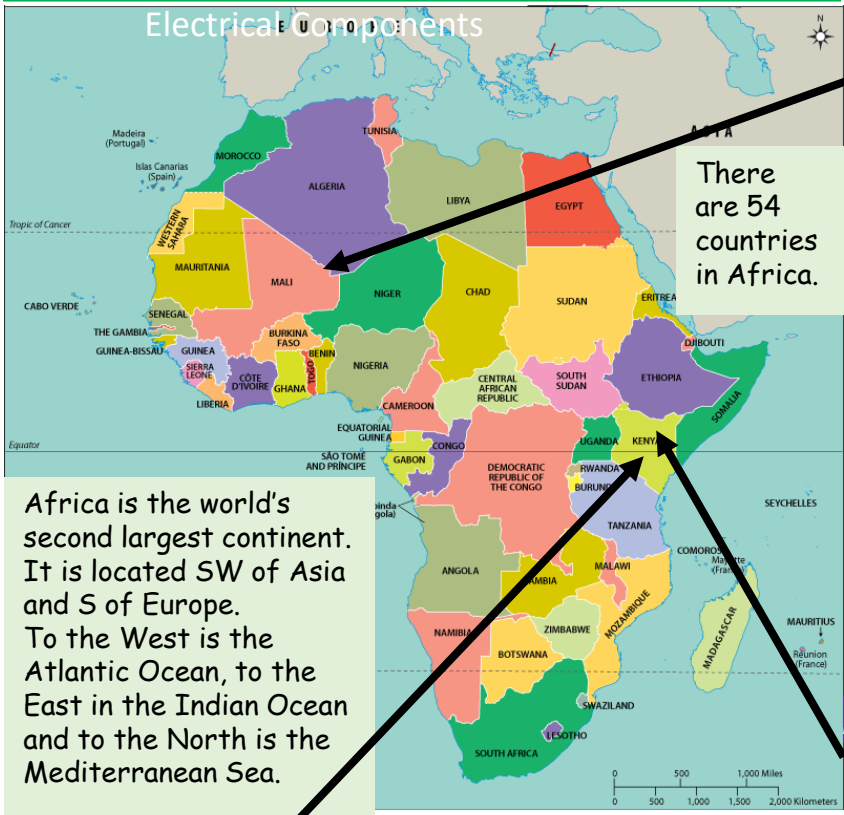 Electrical Components
EUROPE
N
ASIA
Madeira
(Portugal)
Islas Canarias
(Spain)
MOROCCO
TUNISIA
ALGERIA
LIBYA
EGYPT
There
are 54
countries
in Africa.
Tropic of Cancer
WESTERN
SAHARA
MAURITANIA
MALI
NIGER
CHAD
SUDAN
ERITREA
CABO VERDE
SENEGAL
THE GAMBIA
GUINEA-BISSAU
GUINEA
SIERRA
LEONE
LIBERIA
CÔTE
D'IVOIRE
BURKINA
FASO
GHANA
TOGO
BENIN
NIGERIA
CAMEROON
CENTRAL
AFRICAN
REPUBLIC
SOUTH
SUDAN
ETHIOPIA
DJIBOUTI
SOMALIA
EQUATORIAL
GUINEA
Equator
SÃO TOMÉ
AND PRÍNCIPE
GABON
CONGO
DEMOCRATIC
REPUBLIC OF
THE CONGO
UGANDA
KENYA
RWANDA
BURUNDI
TANZANIA
SEYCHELLES
Africa is the world's
second largest continent.
It is located SW of Asia
and S of Europe.
To the West is the
Atlantic Ocean, to the
East in the Indian Ocean
and to the North is the
Mediterranean Sea.
ANGOLA
AMBIA
MALAWI
MOZAMBIQUE
COMOROS
Mayotte
(France)
MADAGASCAR
MAURITIUS
Réunion
(France)
NAMIBIA
ZIMBABWE
BOTSWANA
SWAZILAND
LESOTHO
SOUTH AFRICA
0 500 1,000 Miles
0 500 1,000 1,500 2,000 Kilometers